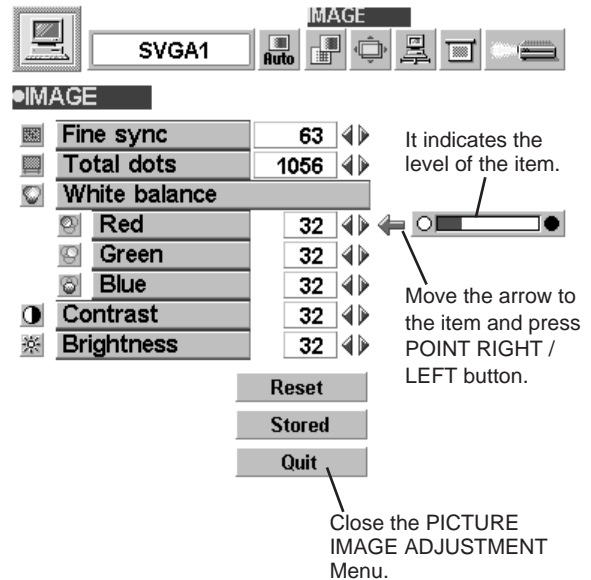 IMAGE
SVGA1
Auto
●IMAGE
Fine sync 63
Total dots 1056
White balance
Red 32
Green 32
Blue 32
Contrast 32
Brightness 32
It indicates the
level of the item.
Move the arrow to
the item and press
POINT RIGHT /
LEFT button.
Reset
Stored
Quit
Close the PICTURE
IMAGE ADJUSTMENT
Menu.